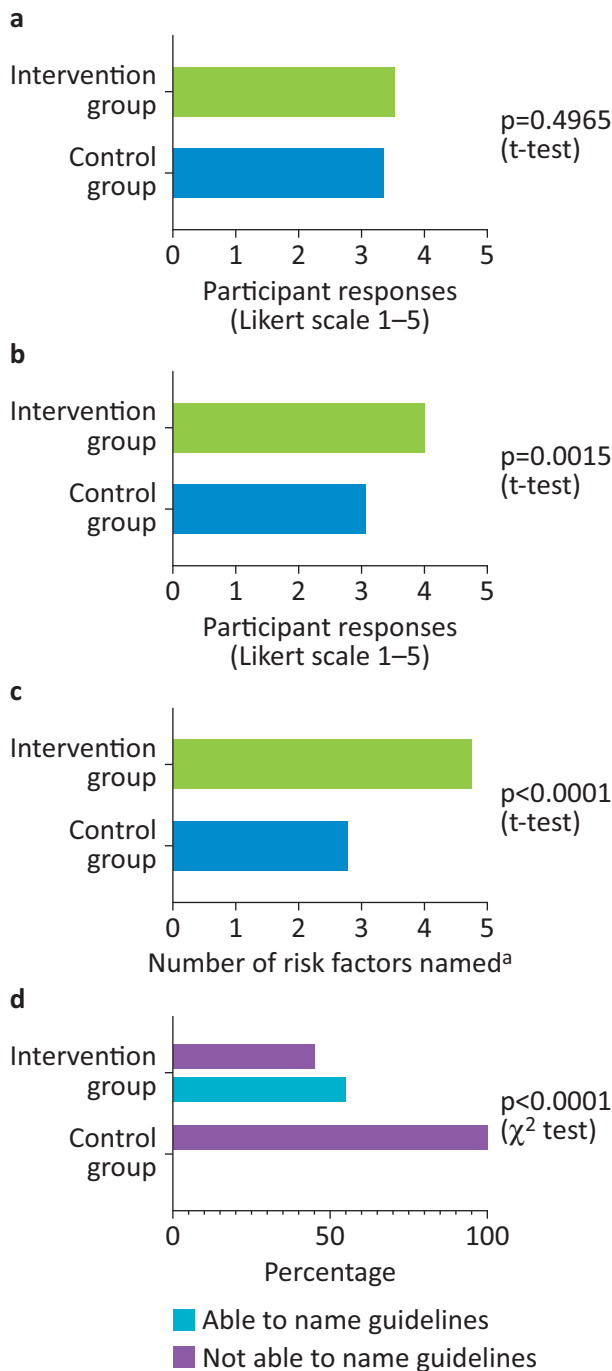 a
Intervention
group
Control
group
p=0.4965
(t-test)
0 1 2 3 4 5
Participant responses
(Likert scale 1–5)
b
Intervention
group
Control
group
p=0.0015
(t-test)
0 1 2 3 4 5
Participant responses
(Likert scale 1–5)
c
Intervention
group
Control
group
p<0.0001
(t-test)
0 1 2 3 4 5
Number of risk factors namedᵃ
d
Intervention
group
Control
group
p<0.0001
(χ² test)
0 50 100
Percentage
Able to name guidelines
Not able to name guidelines